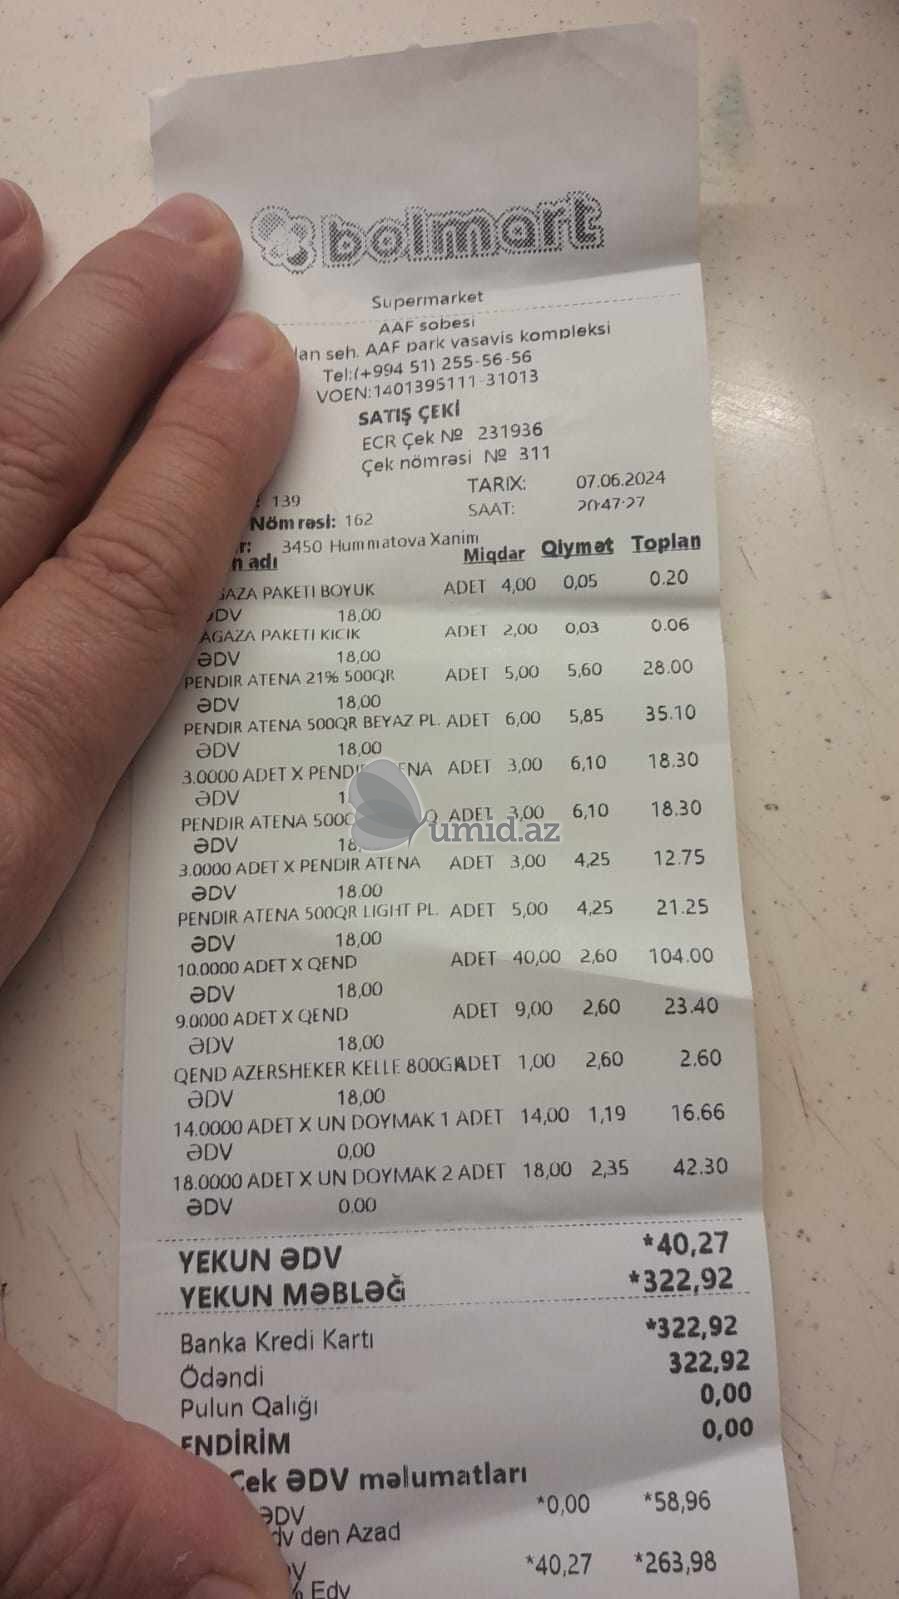 bolmart
Supermarket
AAF sobesi
seh. AAF park vasavis kompleksi
Tel:(+994 51) 255-56-56
VOEN:1401395111-31013
SATIŞ ÇEKİ
ECR Çek № 231936
Çek nömrəsi № 311
TARIX: 07.06.2024
139 SAAT: 20:47:27
Nömrəsi: 162
3450 Hummatova Xanim
adı Miqdar Qiymət Toplan
PAKETI BOYUK ADET 4,00 0,05 0.20
ƏDV 18,00
PAKETI KICIK ADET 2,00 0,03 0.06
ƏDV 18,00
PENDIR ATENA 21% 500QR ADET 5,00 5,60 28.00
ƏDV 18,00
PENDIR ATENA 500QR BEYAZ PL. ADET 6,00 5,85 35.10
ƏDV 18,00
3.0000 ADET X ADET 3,00 6,10 18.30
ƏDV
PENDIR ATENA ADET 3,00 6,10 18.30
ƏDV
umid.az
3.0000 ADET X PENDIR ATENA ADET 3,00 4,25 12.75
ƏDV 18,00
PENDIR ATENA 500QR LIGHT PL. ADET 5,00 4,25 21.25
ƏDV 18,00
10.0000 ADET X QEND ADET 40,00 2,60 104.00
ƏDV 18,00
9.0000 ADET X QEND ADET 9,00 2,60 23.40
ƏDV 18,00
QEND AZERSHEKER KELLE ADET 1,00 2,60 2.60
ƏDV 18,00
14.0000 ADET X UN DOYMAK 1 ADET 14,00 1,19 16.66
ƏDV 0,00
18.0000 ADET X UN DOYMAK 2 ADET 18,00 2,35 42.30
ƏDV 0,00
YEKUN ƏDV *40,27
YEKUN MƏBLƏĞ *322,92
Banka Kredi Kartı *322,92
Ödəndi 322,92
Pulun Qalığı 0,00
ENDİRİM 0,00
Çek ƏDV məlumatları
ƏDV *0,00 *58,96
den Azad
*40,27 *263,98
% Edv